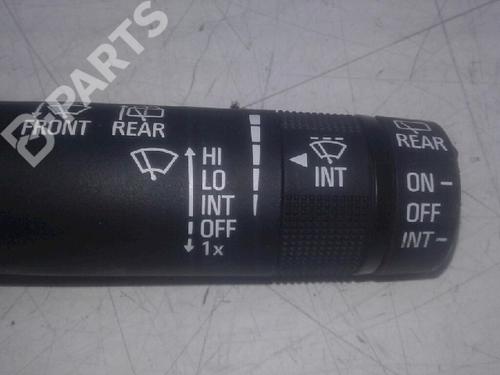 B-PARTS
FRONT REAR
HI
LO
INT
OFF
1x
INT
REAR
ON -
OFF
INT -